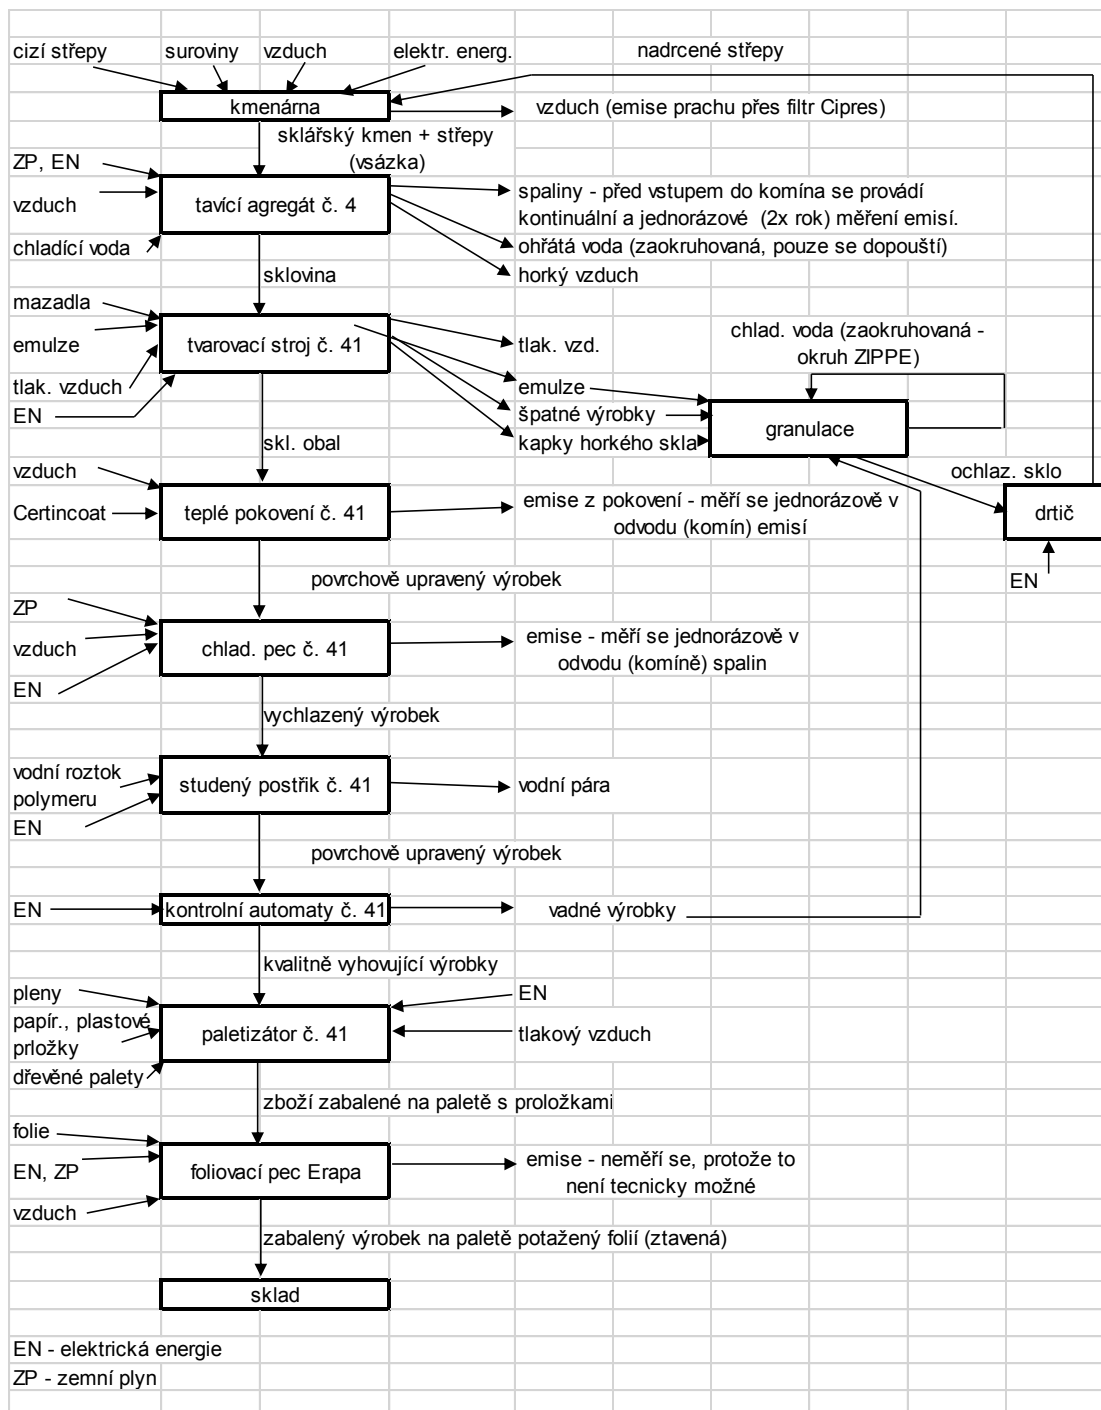 cizí střepy
suroviny
vzduch
elektr. energ.
nadrcené střepy
kmenárna
vzduch (emise prachu přes filtr Cipres)
sklářský kmen + střepy
(vsázka)
ZP, EN
vzduch
chladící voda
tavící agregát č. 4
spaliny - před vstupem do komína se provádí
kontinuální a jednorázové  (2x rok) měření emisí.
ohřátá voda (zaokruhovaná, pouze se dopouští)
horký vzduch
sklovina
mazadla
emulze
tlak. vzduch
EN
tvarovací stroj č. 41
tlak. vzd.
emulze
špatné výrobky
kapky horkého skla
chlad. voda (zaokruhovaná -
okruh ZIPPE)
granulace
ochlaz. sklo
drtič
EN
skl. obal
vzduch
Certincoat
teplé pokovení č. 41
emise z pokovení - měří se jednorázově v
odvodu (komín) emisí
povrchově upravený výrobek
ZP
vzduch
EN
chlad. pec č. 41
emise - měří se jednorázově v
odvodu (komíně) spalin
vychlazený výrobek
vodní roztok
polymeru
EN
studený postřik č. 41
vodní pára
povrchově upravený výrobek
EN
kontrolní automaty č. 41
vadné výrobky
kvalitně vyhovující výrobky
pleny
papír., plastové
prložky
dřevěné palety
paletizátor č. 41
EN
tlakový vzduch
zboží zabalené na paletě s proložkami
folie
EN, ZP
vzduch
foliovací pec Erapa
emise - neměří se, protože to
není tecnicky možné
zabalený výrobek na paletě potažený folií (ztavená)
sklad
EN - elektrická energie
ZP - zemní plyn